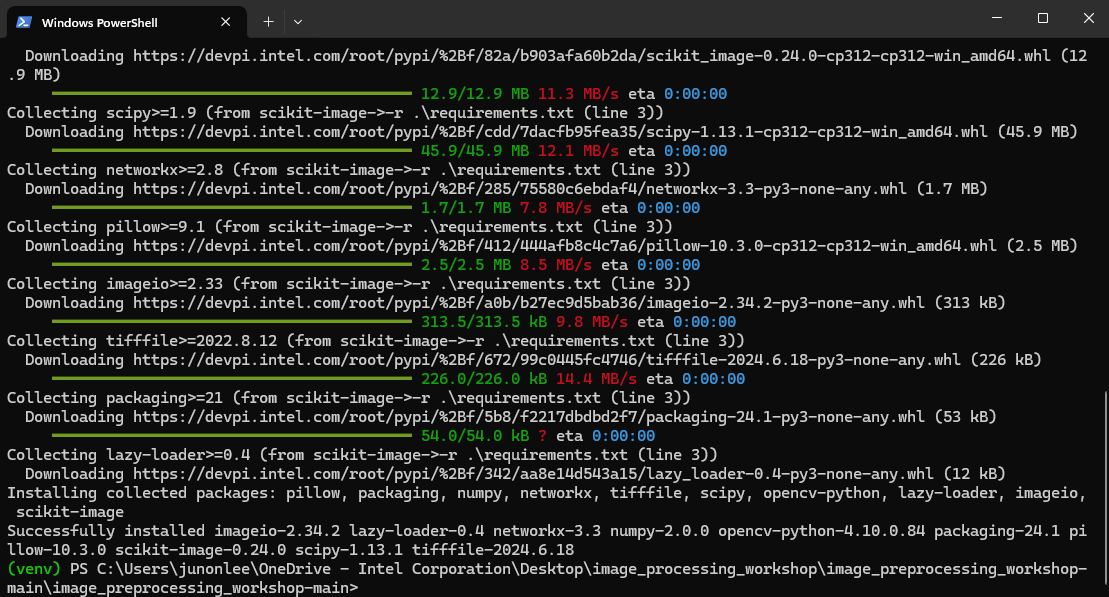 Windows PowerShell
Downloading https://devpi.intel.com/root/pypi/%2Bf/82a/b903afa60b2da/scikit_image-0.24.0-cp312-cp312-win_amd64.whl (12
.9 MB)
12.9/12.9 MB 11.3 MB/s eta 0:00:00
Collecting scipy>=1.9 (from scikit-image->-r .\requirements.txt (line 3))
Downloading https://devpi.intel.com/root/pypi/%2Bf/cdd/7dacfb95fea35/scipy-1.13.1-cp312-cp312-win_amd64.whl (45.9 MB)
45.9/45.9 MB 12.1 MB/s eta 0:00:00
Collecting networkx>=2.8 (from scikit-image->-r .\requirements.txt (line 3))
Downloading https://devpi.intel.com/root/pypi/%2Bf/285/75580c6ebdaf4/networkx-3.3-py3-none-any.whl (1.7 MB)
1.7/1.7 MB 7.8 MB/s eta 0:00:00
Collecting pillow>=9.1 (from scikit-image->-r .\requirements.txt (line 3))
Downloading https://devpi.intel.com/root/pypi/%2Bf/412/444afb8c4c7a6/pillow-10.3.0-cp312-cp312-win_amd64.whl (2.5 MB)
2.5/2.5 MB 8.5 MB/s eta 0:00:00
Collecting imageio>=2.33 (from scikit-image->-r .\requirements.txt (line 3))
Downloading https://devpi.intel.com/root/pypi/%2Bf/a0b/b27ec9d5bab36/imageio-2.34.2-py3-none-any.whl (313 kB)
313.5/313.5 kB 9.8 MB/s eta 0:00:00
Collecting tifffile>=2022.8.12 (from scikit-image->-r .\requirements.txt (line 3))
Downloading https://devpi.intel.com/root/pypi/%2Bf/672/99c0445fc4746/tifffile-2024.6.18-py3-none-any.whl (226 kB)
226.0/226.0 kB 14.4 MB/s eta 0:00:00
Collecting packaging>=21 (from scikit-image->-r .\requirements.txt (line 3))
Downloading https://devpi.intel.com/root/pypi/%2Bf/5b8/f2217dbdbd2f7/packaging-24.1-py3-none-any.whl (53 kB)
54.0/54.0 kB ? eta 0:00:00
Collecting lazy-loader>=0.4 (from scikit-image->-r .\requirements.txt (line 3))
Downloading https://devpi.intel.com/root/pypi/%2Bf/342/aa8e14d543a15/lazy_loader-0.4-py3-none-any.whl (12 kB)
Installing collected packages: pillow, packaging, numpy, networkx, tifffile, scipy, opencv-python, lazy-loader, imageio,
scikit-image
Successfully installed imageio-2.34.2 lazy-loader-0.4 networkx-3.3 numpy-2.0.0 opencv-python-4.10.0.84 packaging-24.1 pi
llow-10.3.0 scikit-image-0.24.0 scipy-1.13.1 tifffile-2024.6.18
(venv) PS C:\Users\junonlee\OneDrive - Intel Corporation\Desktop\image_processing_workshop\image_preprocessing_workshop-
main\image_preprocessing_workshop-main>